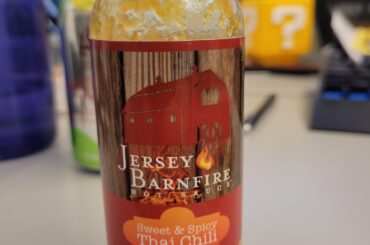 JERSEY
BARNFIRE
HOT SAUCE
Sweet & Spicy
Thai Chili
?